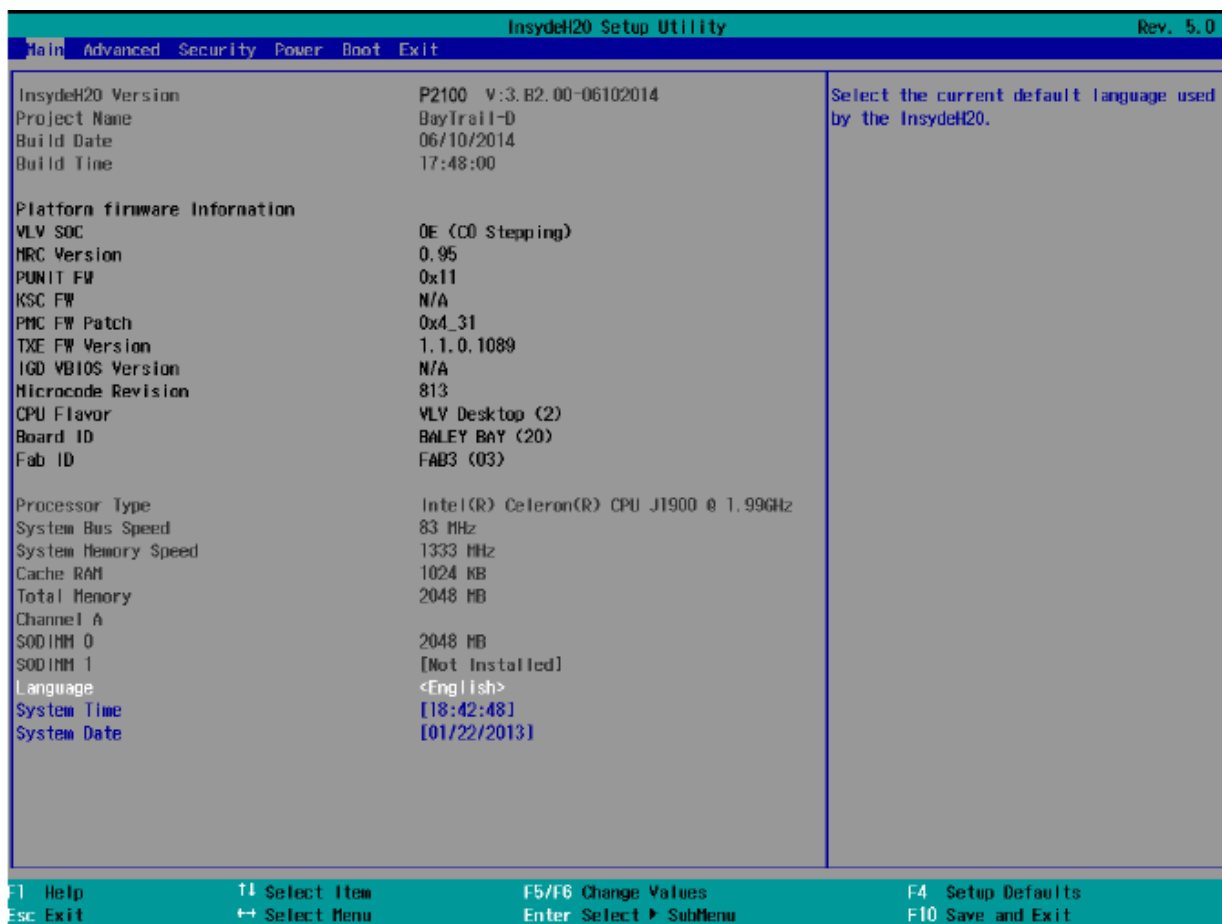 InsydeH20 Setup Utility Rev. 5.0
Main Advanced Security Power Boot Exit
InsydeH20 Version P2100 V:3.B2.00-06102014
Project Name BayTrail-D
Build Date 06/10/2014
Build Time 17:48:00
Platform firmware Information
VLV SOC 0E (C0 Stepping)
MRC Version 0.95
PUNIT FW 0x11
KSC FW N/A
PMC FW Patch 0x4_31
TXE FW Version 1.1.0.1089
IGD VBIOS Version N/A
Microcode Revision 813
CPU Flavor VLV Desktop (2)
Board ID BALEY BAY (20)
Fab ID FAB3 (03)
Processor Type Intel(R) Celeron(R) CPU J1900 @ 1.99GHz
System Bus Speed 83 MHz
System Memory Speed 1333 MHz
Cache RAM 1024 KB
Total Memory 2048 MB
Channel A
SODIMM 0 2048 MB
SODIMM 1 [Not Installed]
Language <English>
System Time [18:42:48]
System Date [01/22/2013]
Select the current default language used
by the InsydeH20.
F1 Help ↑↓ Select Item F5/F6 Change Values F4 Setup Defaults
Esc Exit ↔ Select Menu Enter Select ▶ SubMenu F10 Save and Exit